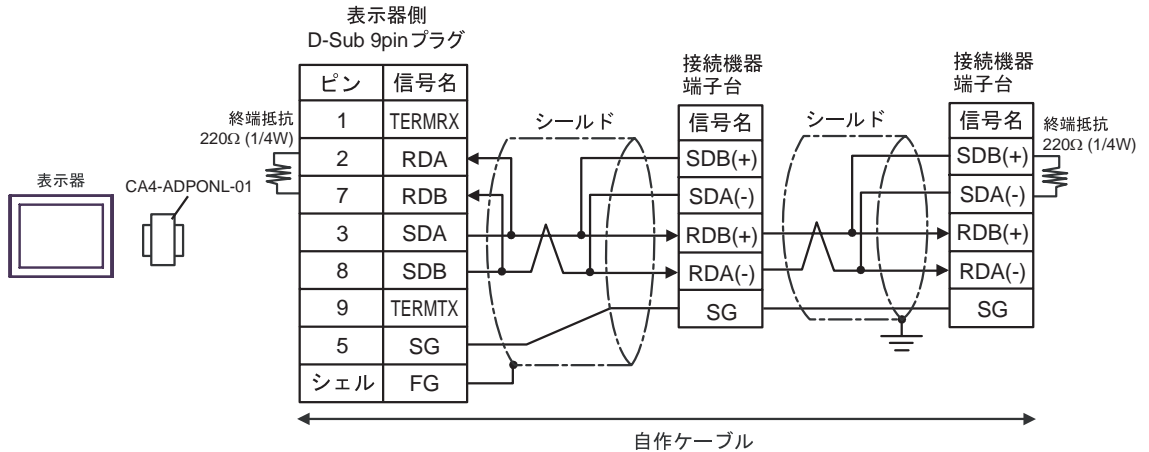 表示器側
D-Sub 9pinプラグ
ピン 信号名
1 TERMRX
2 RDA
7 RDB
3 SDA
8 SDB
9 TERMTX
5 SG
シェル FG
終端抵抗
220Ω (1/4W)
表示器
CA4-ADPONL-01
シールド
接続機器
端子台
信号名
SDB(+)
SDA(-)
RDB(+)
RDA(-)
SG
シールド
接続機器
端子台
信号名
SDB(+)
SDA(-)
RDB(+)
RDA(-)
SG
終端抵抗
220Ω (1/4W)
自作ケーブル